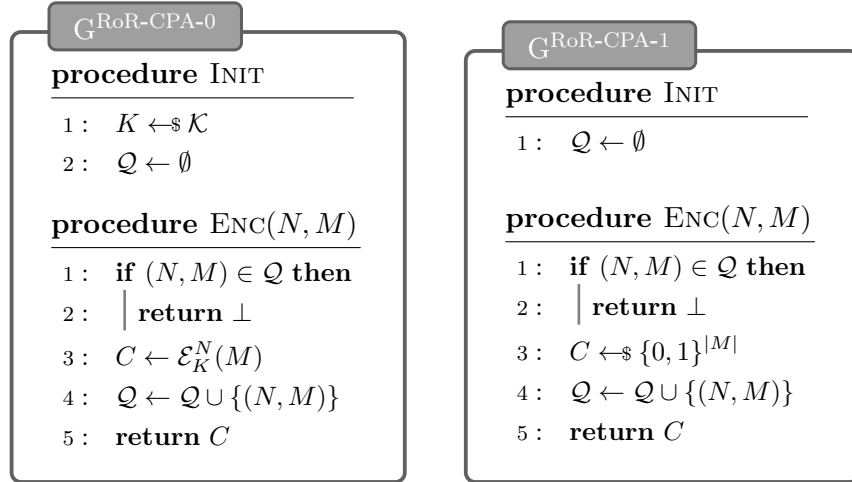 G^RoR-CPA-0
procedure INIT
1 : K ←$ 𝒦
2 : 𝒬 ← ∅
procedure ENC(N, M)
1 : if (N, M) ∈ 𝒬 then
2 : return ⊥
3 : C ← ℰ_K^N(M)
4 : 𝒬 ← 𝒬 ∪ {(N, M)}
5 : return C
G^RoR-CPA-1
procedure INIT
1 : 𝒬 ← ∅
procedure ENC(N, M)
1 : if (N, M) ∈ 𝒬 then
2 : return ⊥
3 : C ←$ {0, 1}^|M|
4 : 𝒬 ← 𝒬 ∪ {(N, M)}
5 : return C